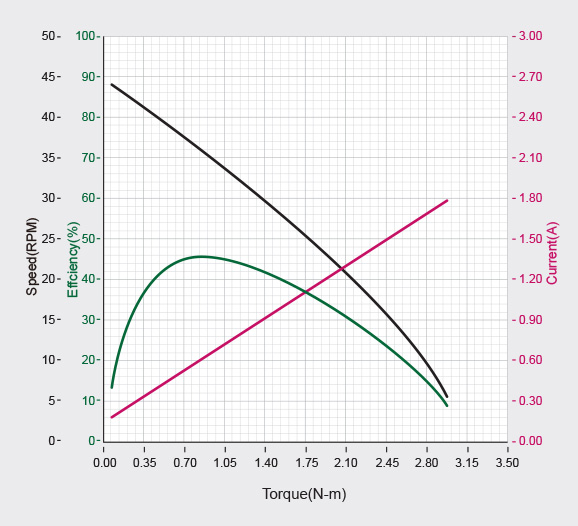 50- 100- - 3.00
45- 90- - 2.70
40- 80- - 2.40
35- 70- - 2.10
30- 60- - 1.80
25- 50- - 1.50
20- 40- - 1.20
15- 30- - 0.90
10- 20- - 0.60
5- 10- - 0.30
0- 0- - 0.00
Speed(RPM)
Effciency(%)
Current(A)
0.00 0.35 0.70 1.05 1.40 1.75 2.10 2.45 2.80 3.15 3.50
Torque(N-m)